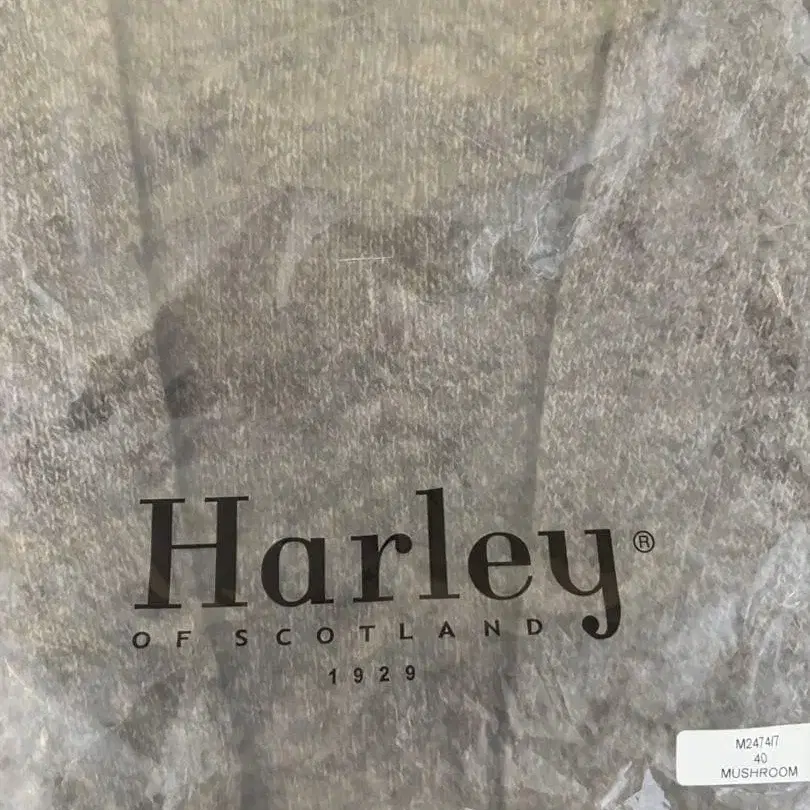 Harley®
OF SCOTLAND
1929
M2474/7
40
MUSHROOM